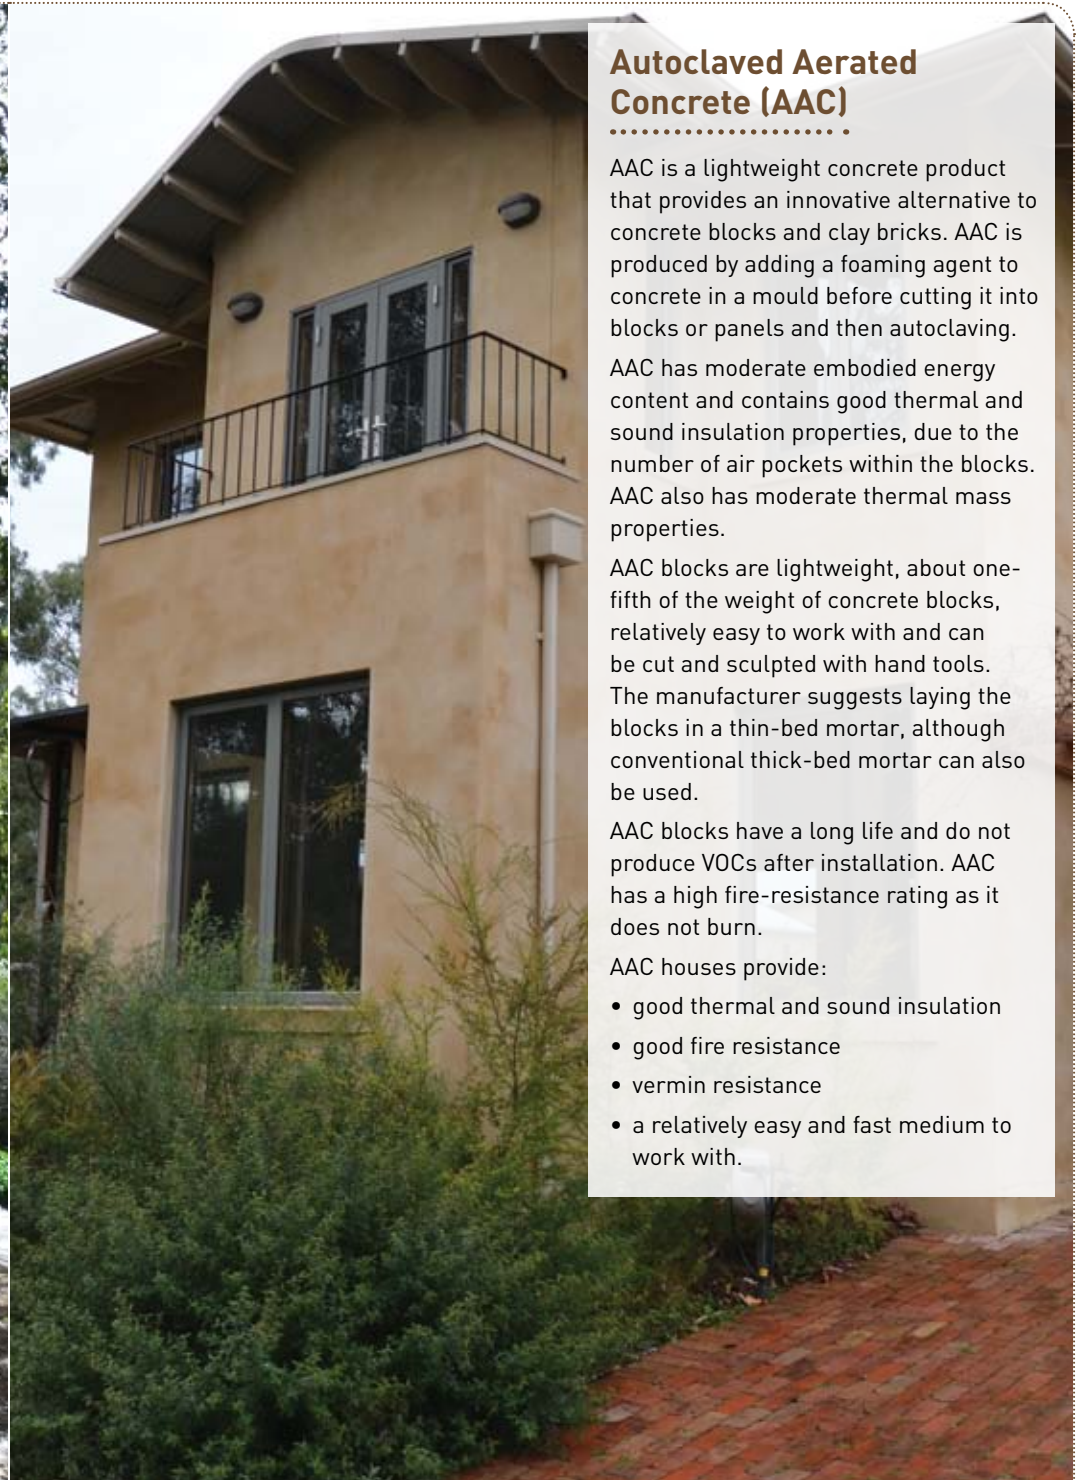 Autoclaved Aerated
Concrete (AAC)
AAC is a lightweight concrete product
that provides an innovative alternative to
concrete blocks and clay bricks. AAC is
produced by adding a foaming agent to
concrete in a mould before cutting it into
blocks or panels and then autoclaving.
AAC has moderate embodied energy
content and contains good thermal and
sound insulation properties, due to the
number of air pockets within the blocks.
AAC also has moderate thermal mass
properties.
AAC blocks are lightweight, about one-
fifth of the weight of concrete blocks,
relatively easy to work with and can
be cut and sculpted with hand tools.
The manufacturer suggests laying the
blocks in a thin-bed mortar, although
conventional thick-bed mortar can also
be used.
AAC blocks have a long life and do not
produce VOCs after installation. AAC
has a high fire-resistance rating as it
does not burn.
AAC houses provide:
• good thermal and sound insulation
• good fire resistance
• vermin resistance
• a relatively easy and fast medium to
work with.